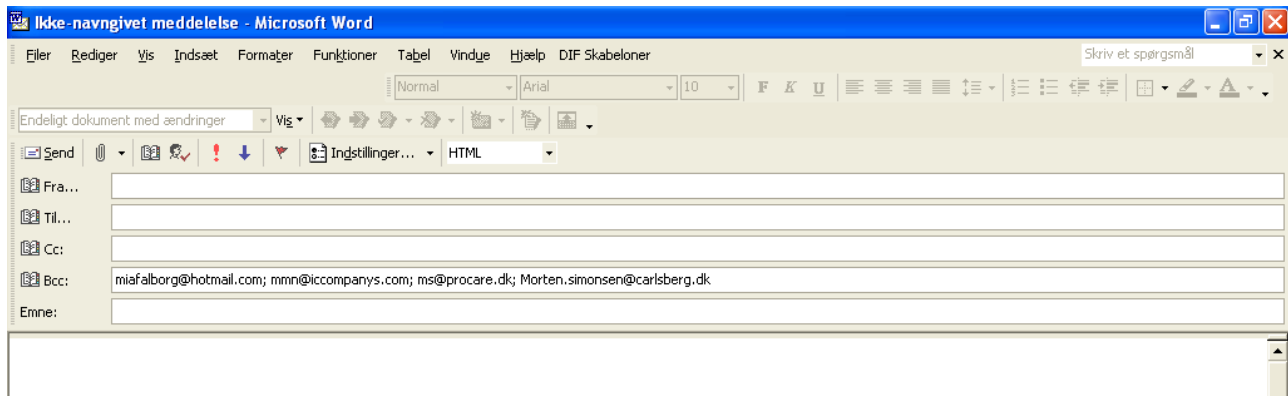 Ikke-navngivet meddelelse - Microsoft Word
Filer Rediger Vis Indsæt Formater Funktioner Tabel Vindue Hjælp DIF Skabeloner Skriv et spørgsmål
Normal Arial 10 F K U
Endeligt dokument med ændringer Vis
Send Indstillinger... HTML
Fra...
Til...
Cc:
Bcc: miafalborg@hotmail.com; mmn@iccompanys.com; ms@procare.dk; Morten.simonsen@carlsberg.dk
Emne: